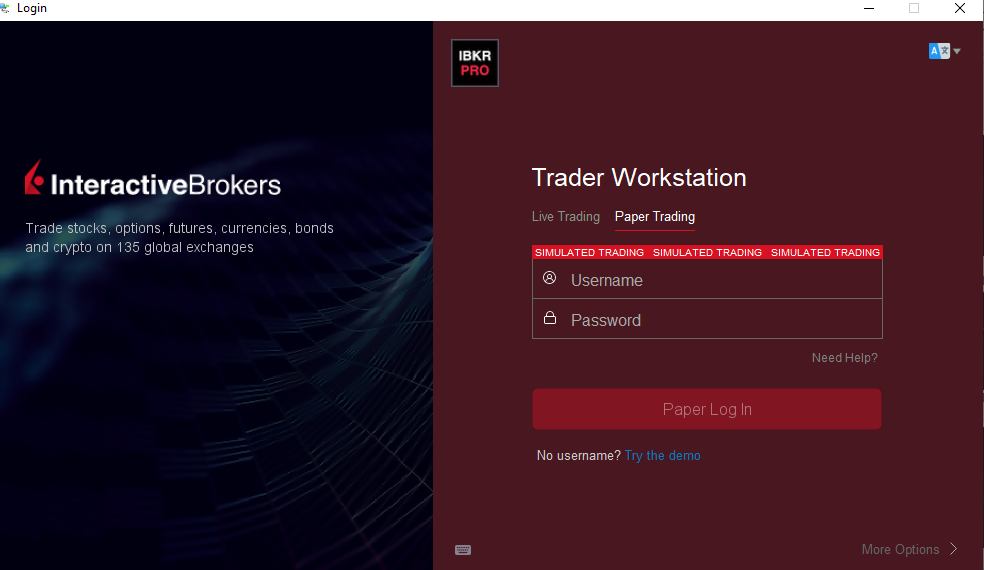 Login
IBKR
PRO
A文
InteractiveBrokers
Trade stocks, options, futures, currencies, bonds
and crypto on 135 global exchanges
Trader Workstation
Live Trading Paper Trading
SIMULATED TRADING SIMULATED TRADING SIMULATED TRADING
Username
Password
Need Help?
Paper Log In
No username? Try the demo
More Options